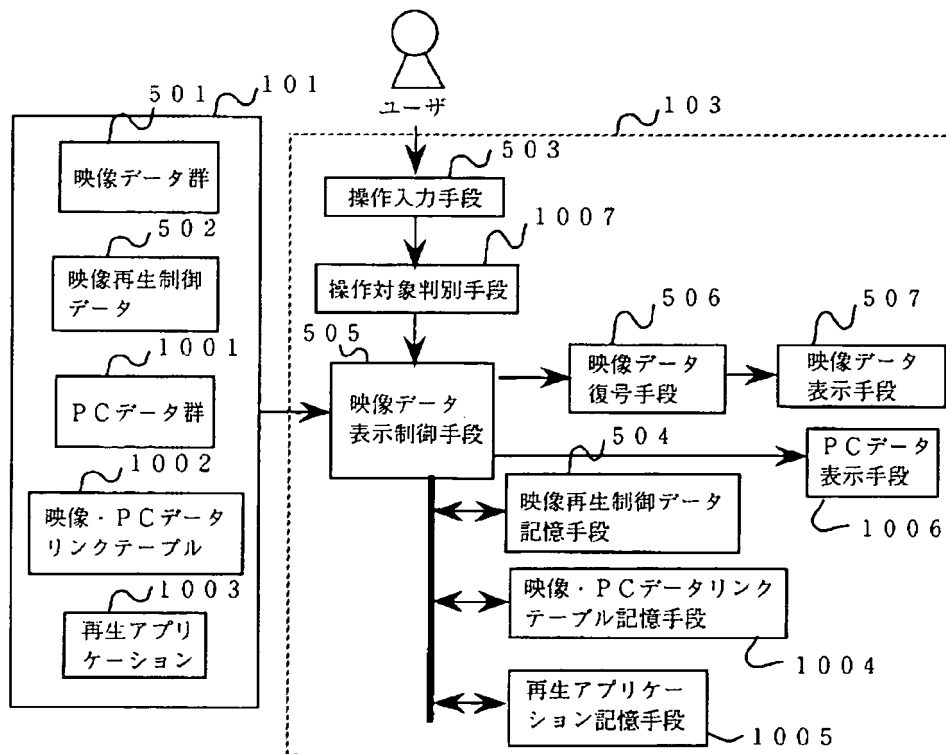 ユーザ
101
501
映像データ群
502
映像再生制御
データ
1001
PCデータ群
1002
映像・PCデータ
リンクテーブル
1003
再生アプリ
ケーション
103
503
操作入力手段
1007
操作対象判別手段
505
映像データ
表示制御手段
506
映像データ
復号手段
507
映像データ
表示手段
PCデータ
表示手段
1006
504
映像再生制御データ
記憶手段
映像・PCデータリンク
テーブル記憶手段
1004
再生アプリケー
ション記憶手段
1005